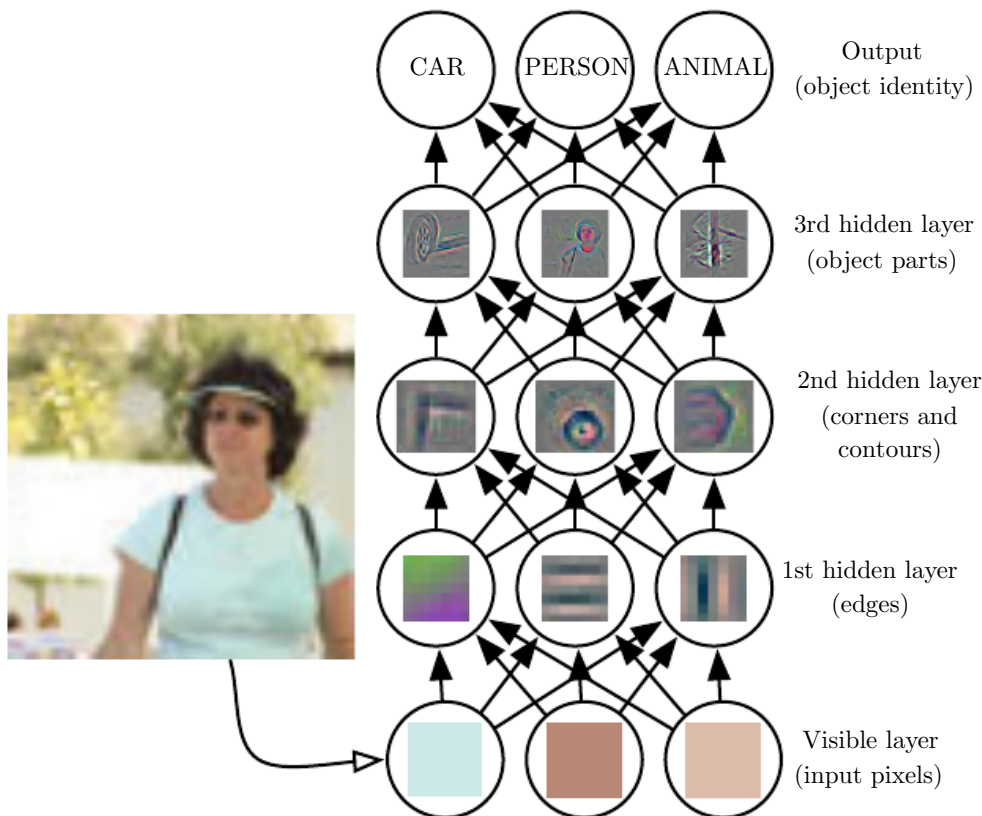 CAR
PERSON
ANIMAL
Output
(object identity)
3rd hidden layer
(object parts)
2nd hidden layer
(corners and
contours)
1st hidden layer
(edges)
Visible layer
(input pixels)